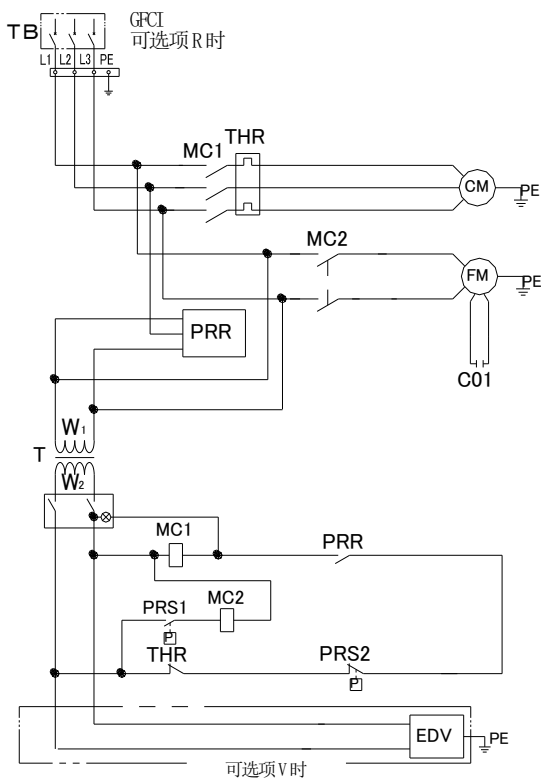 GFCI
TB
可选项R时
L1 L2 L3 PE
MC1 THR
CM PE
MC2
FM PE
PRR
C01
W1
T
W2
MC1 PRR
PRS1 MC2
P
THR PRS2
P
EDV PE
可选项V时